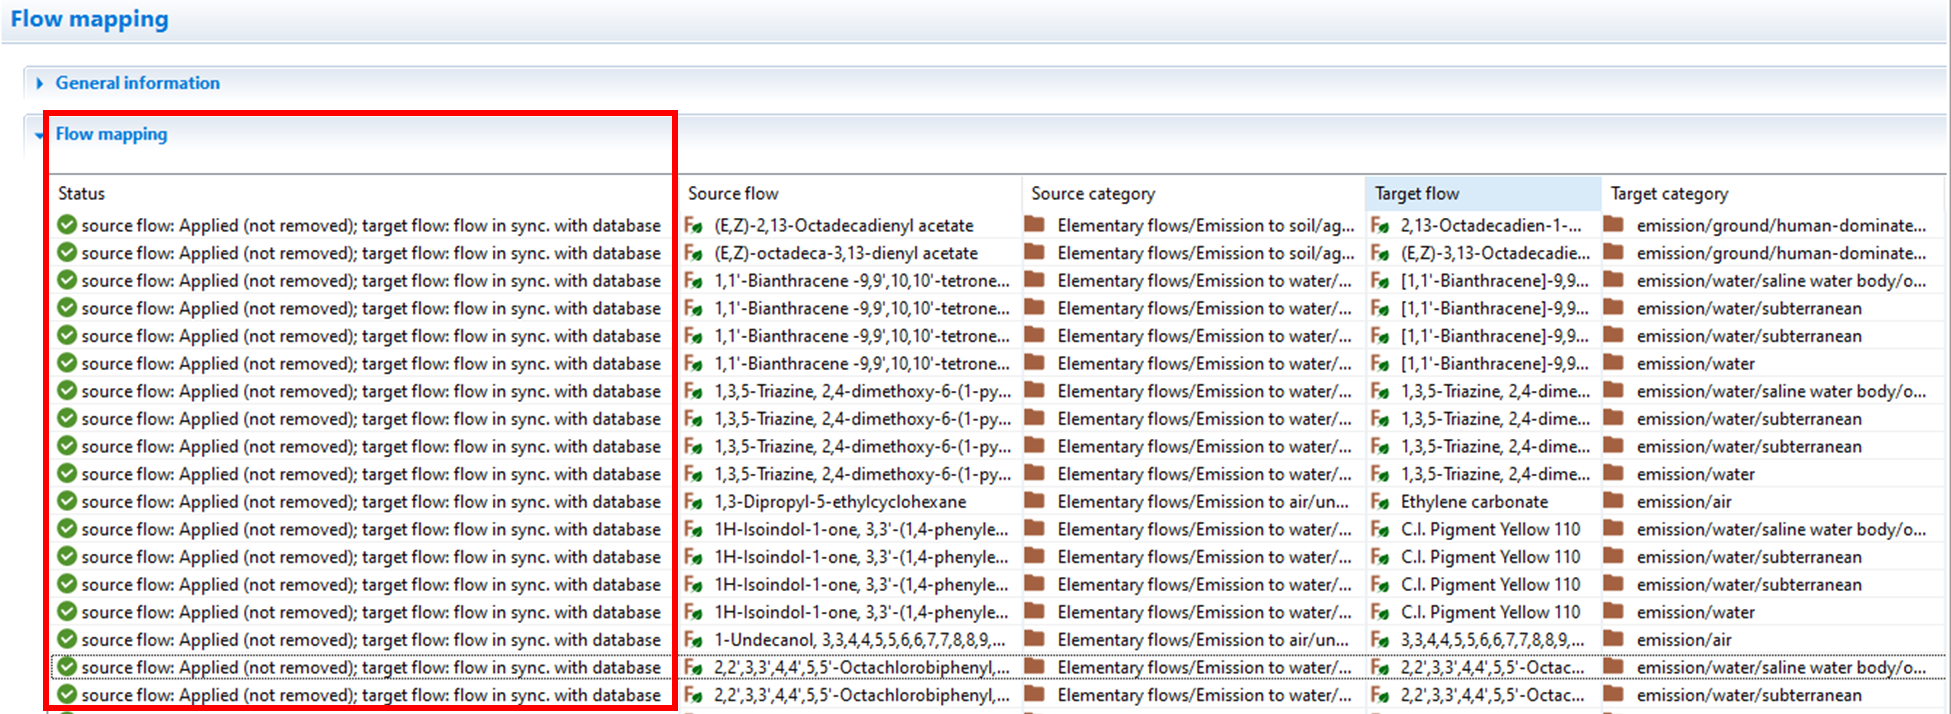 Flow mapping
General information
Flow mapping
Status Source flow Source category Target flow Target category
source flow: Applied (not removed); target flow: flow in sync. with database (E,Z)-2,13-Octadecadienyl acetate Elementary flows/Emission to soil/ag... 2,13-Octadecadien-1-... emission/ground/human-dominate...
source flow: Applied (not removed); target flow: flow in sync. with database (E,Z)-octadeca-3,13-dienyl acetate Elementary flows/Emission to soil/ag... (E,Z)-3,13-Octadecadie... emission/ground/human-dominate...
source flow: Applied (not removed); target flow: flow in sync. with database 1,1'-Bianthracene -9,9',10,10'-tetrone... Elementary flows/Emission to water/... [1,1'-Bianthracene]-9,9... emission/water/saline water body/o...
source flow: Applied (not removed); target flow: flow in sync. with database 1,1'-Bianthracene -9,9',10,10'-tetrone... Elementary flows/Emission to water/... [1,1'-Bianthracene]-9,9... emission/water/subterranean
source flow: Applied (not removed); target flow: flow in sync. with database 1,1'-Bianthracene -9,9',10,10'-tetrone... Elementary flows/Emission to water/... [1,1'-Bianthracene]-9,9... emission/water/subterranean
source flow: Applied (not removed); target flow: flow in sync. with database 1,1'-Bianthracene -9,9',10,10'-tetrone... Elementary flows/Emission to water/... [1,1'-Bianthracene]-9,9... emission/water
source flow: Applied (not removed); target flow: flow in sync. with database 1,3,5-Triazine, 2,4-dimethoxy-6-(1-py... Elementary flows/Emission to water/... 1,3,5-Triazine, 2,4-dime... emission/water/saline water body/o...
source flow: Applied (not removed); target flow: flow in sync. with database 1,3,5-Triazine, 2,4-dimethoxy-6-(1-py... Elementary flows/Emission to water/... 1,3,5-Triazine, 2,4-dime... emission/water/subterranean
source flow: Applied (not removed); target flow: flow in sync. with database 1,3,5-Triazine, 2,4-dimethoxy-6-(1-py... Elementary flows/Emission to water/... 1,3,5-Triazine, 2,4-dime... emission/water/subterranean
source flow: Applied (not removed); target flow: flow in sync. with database 1,3,5-Triazine, 2,4-dimethoxy-6-(1-py... Elementary flows/Emission to water/... 1,3,5-Triazine, 2,4-dime... emission/water
source flow: Applied (not removed); target flow: flow in sync. with database 1,3-Dipropyl-5-ethylcyclohexane Elementary flows/Emission to air/un... Ethylene carbonate emission/air
source flow: Applied (not removed); target flow: flow in sync. with database 1H-Isoindol-1-one, 3,3'-(1,4-phenyle... Elementary flows/Emission to water/... C.I. Pigment Yellow 110 emission/water/saline water body/o...
source flow: Applied (not removed); target flow: flow in sync. with database 1H-Isoindol-1-one, 3,3'-(1,4-phenyle... Elementary flows/Emission to water/... C.I. Pigment Yellow 110 emission/water/subterranean
source flow: Applied (not removed); target flow: flow in sync. with database 1H-Isoindol-1-one, 3,3'-(1,4-phenyle... Elementary flows/Emission to water/... C.I. Pigment Yellow 110 emission/water/subterranean
source flow: Applied (not removed); target flow: flow in sync. with database 1H-Isoindol-1-one, 3,3'-(1,4-phenyle... Elementary flows/Emission to water/... C.I. Pigment Yellow 110 emission/water
source flow: Applied (not removed); target flow: flow in sync. with database 1-Undecanol, 3,3,4,4,5,5,6,6,7,7,8,8,9,... Elementary flows/Emission to air/un... 3,3,4,4,5,5,6,6,7,7,8,8,9,... emission/air
source flow: Applied (not removed); target flow: flow in sync. with database 2,2',3,3',4,4',5,5'-Octachlorobiphenyl,... Elementary flows/Emission to water/... 2,2',3,3',4,4',5,5'-Octac... emission/water/saline water body/o...
source flow: Applied (not removed); target flow: flow in sync. with database 2,2',3,3',4,4',5,5'-Octachlorobiphenyl,... Elementary flows/Emission to water/... 2,2',3,3',4,4',5,5'-Octac... emission/water/subterranean